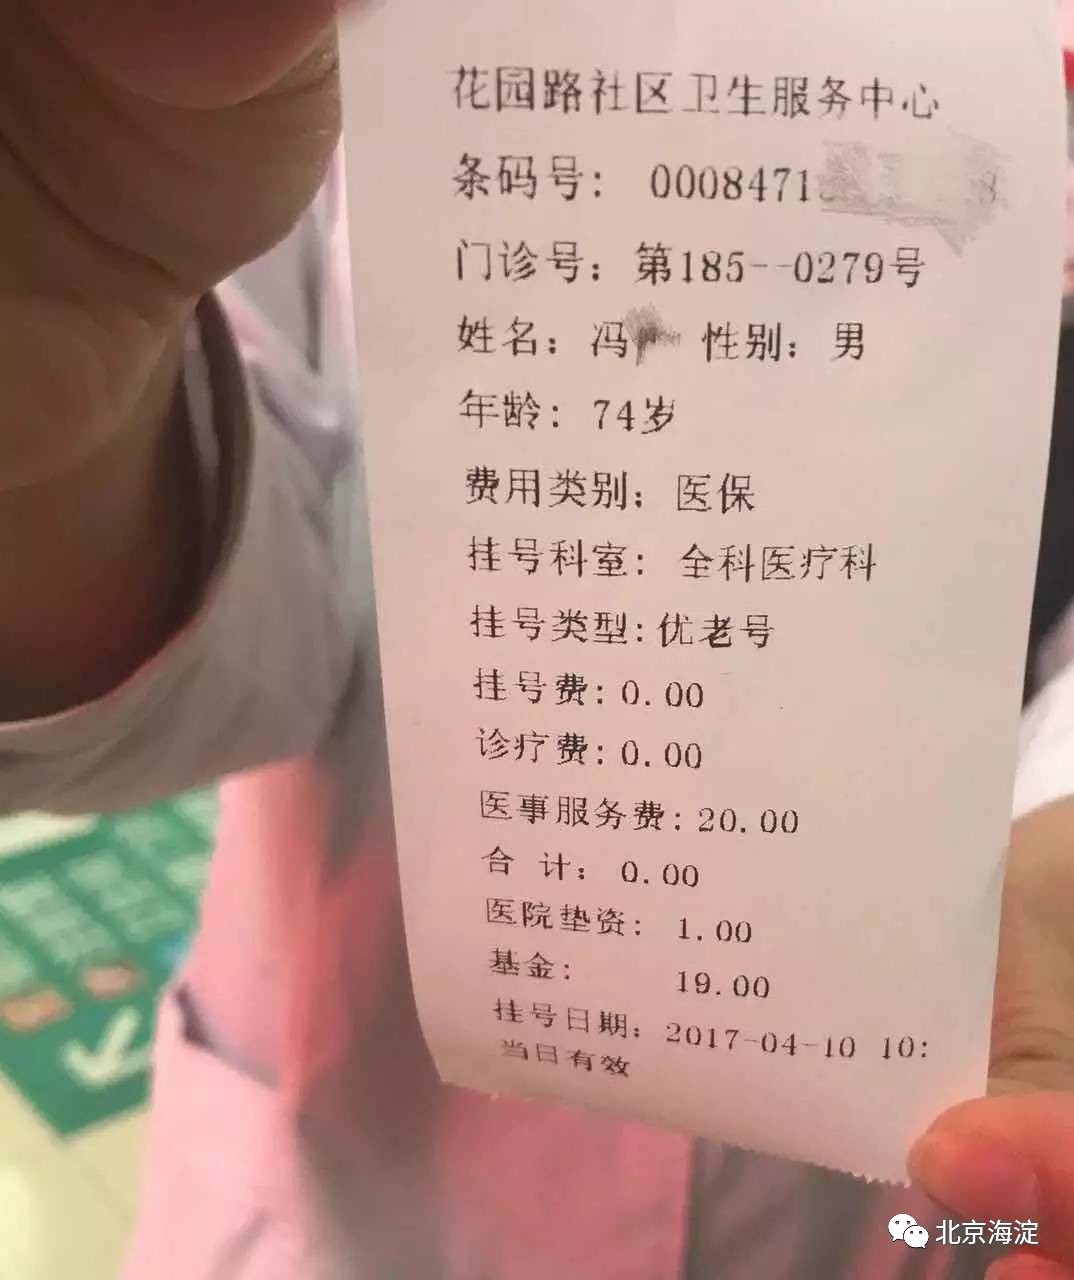 花园路社区卫生服务中心
条码号： 0008471 8
门诊号：第185--0279号
姓名：冯 性别：男
年龄：74岁
费用类别：医保
挂号科室：全科医疗科
挂号类型:优老号
挂号费:0.00
诊疗费:0.00
医事服务费:20.00
合 计：0.00
医院垫资：1.00
基金：19.00
挂号日期：2017-04-10 10:
当日有效
北京海淀